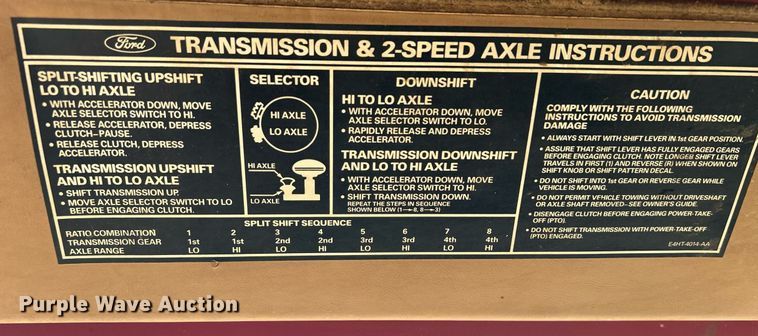 Ford TRANSMISSION & 2-SPEED AXLE INSTRUCTIONS
SPLIT-SHIFTING UPSHIFT
LO TO HI AXLE
• WITH ACCELERATOR DOWN, MOVE
AXLE SELECTOR SWITCH TO HI.
• RELEASE ACCELERATOR, DEPRESS
CLUTCH-PAUSE.
• RELEASE CLUTCH, DEPRESS
ACCELERATOR.
TRANSMISSION UPSHIFT
AND HI TO LO AXLE
• SHIFT TRANSMISSION UP.
• MOVE AXLE SELECTOR SWITCH TO LO
BEFORE ENGAGING CLUTCH.
SELECTOR
HI AXLE
LO AXLE
HI AXLE
LO AXLE
DOWNSHIFT
HI TO LO AXLE
• WITH ACCELERATOR DOWN, MOVE
AXLE SELECTOR SWITCH TO LO.
• RAPIDLY RELEASE AND DEPRESS
ACCELERATOR.
TRANSMISSION DOWNSHIFT
AND LO TO HI AXLE
• WITH ACCELERATOR DOWN, MOVE
AXLE SELECTOR SWITCH TO HI.
• SHIFT TRANSMISSION DOWN.
REPEAT THE STEPS IN SEQUENCE
SHOWN BELOW (1→8, 8→3)
SPLIT SHIFT SEQUENCE
RATIO COMBINATION 1 2 3 4 5 6 7 8
TRANSMISSION GEAR 1st 1st 2nd 2nd 3rd 3rd 4th 4th
AXLE RANGE LO HI LO HI LO HI LO HI
CAUTION
COMPLY WITH THE FOLLOWING
INSTRUCTIONS TO AVOID TRANSMISSION
DAMAGE
• ALWAYS START WITH SHIFT LEVER IN 1st GEAR POSITION.
• ASSURE THAT SHIFT LEVER HAS FULLY ENGAGED GEARS
BEFORE ENGAGING CLUTCH. NOTE LONGER SHIFT LEVER
TRAVELS IN FIRST (1) AND REVERSE (R) WHEN SHOWN ON
SHIFT KNOB OR SHIFT PATTERN DECAL.
• DO NOT SHIFT INTO 1st GEAR OR REVERSE GEAR WHILE
VEHICLE IS MOVING.
• DO NOT PERMIT VEHICLE TOWING WITHOUT DRIVESHAFT
OR AXLE SHAFT REMOVED-SEE OWNER'S GUIDE.
• DISENGAGE CLUTCH BEFORE ENGAGING POWER-TAKE-
OFF (PTO).
• DO NOT SHIFT TRANSMISSION WITH POWER-TAKE-OFF
(PTO) ENGAGED.
E4HT-4014-AA
Purple Wave Auction